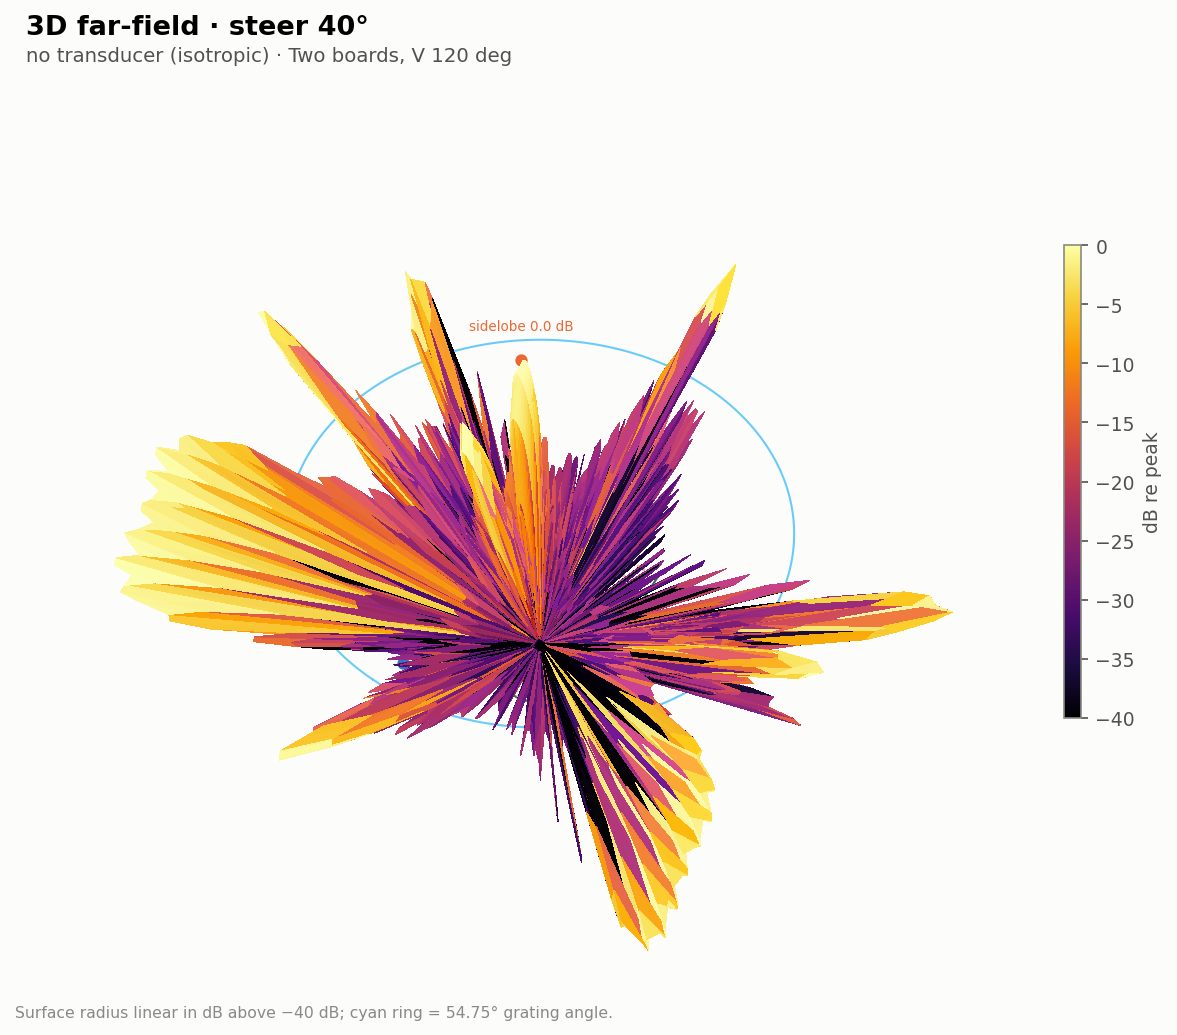 3D far-field · steer 40°
no transducer (isotropic) · Two boards, V 120 deg
sidelobe 0.0 dB
0
−5
−10
−15
−20
−25
−30
−35
−40
dB re peak
Surface radius linear in dB above −40 dB; cyan ring = 54.75° grating angle.